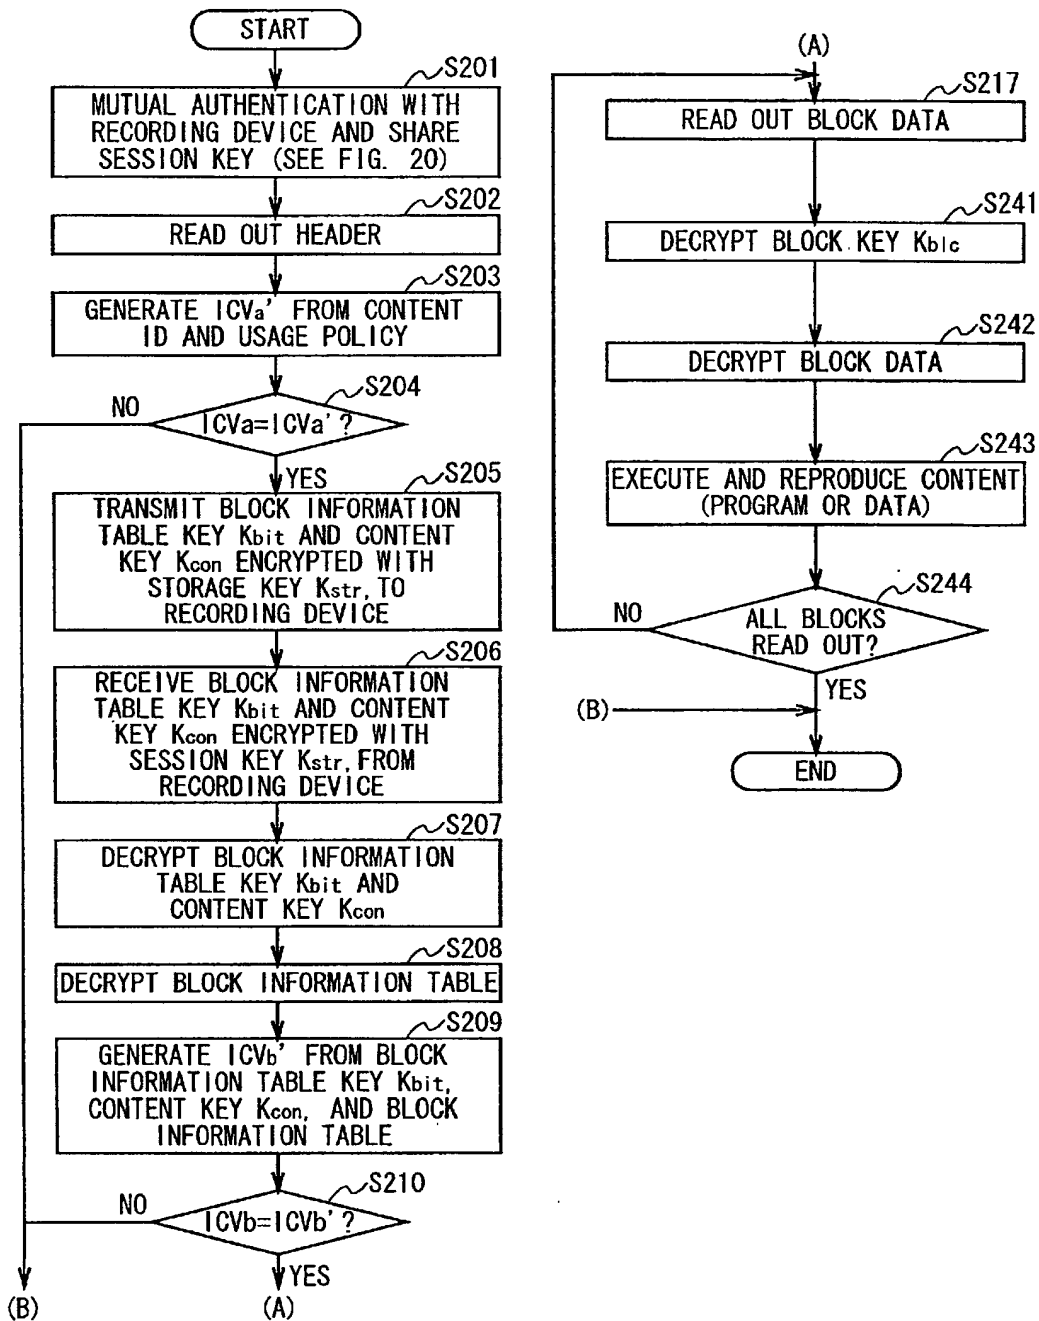 START
S201
MUTUAL AUTHENTICATION WITH
RECORDING DEVICE AND SHARE
SESSION KEY (SEE FIG. 20)
S202
READ OUT HEADER
S203
GENERATE ICVa' FROM CONTENT
ID AND USAGE POLICY
S204
NO
ICVa=ICVa'?
YES
S205
TRANSMIT BLOCK INFORMATION
TABLE KEY Kbit AND CONTENT
KEY Kcon ENCRYPTED WITH
STORAGE KEY Kstr, TO
RECORDING DEVICE
S206
RECEIVE BLOCK INFORMATION
TABLE KEY Kbit AND CONTENT
KEY Kcon ENCRYPTED WITH
SESSION KEY Kstr, FROM
RECORDING DEVICE
S207
DECRYPT BLOCK INFORMATION
TABLE KEY Kbit AND
CONTENT KEY Kcon
S208
DECRYPT BLOCK INFORMATION TABLE
S209
GENERATE ICVb' FROM BLOCK
INFORMATION TABLE KEY Kbit,
CONTENT KEY Kcon, AND BLOCK
INFORMATION TABLE
S210
NO
ICVb=ICVb'?
YES
(B)
(A)
(A)
S217
READ OUT BLOCK DATA
S241
DECRYPT BLOCK KEY Kblc
S242
DECRYPT BLOCK DATA
S243
EXECUTE AND REPRODUCE CONTENT
(PROGRAM OR DATA)
S244
NO
ALL BLOCKS
READ OUT?
YES
(B)
END